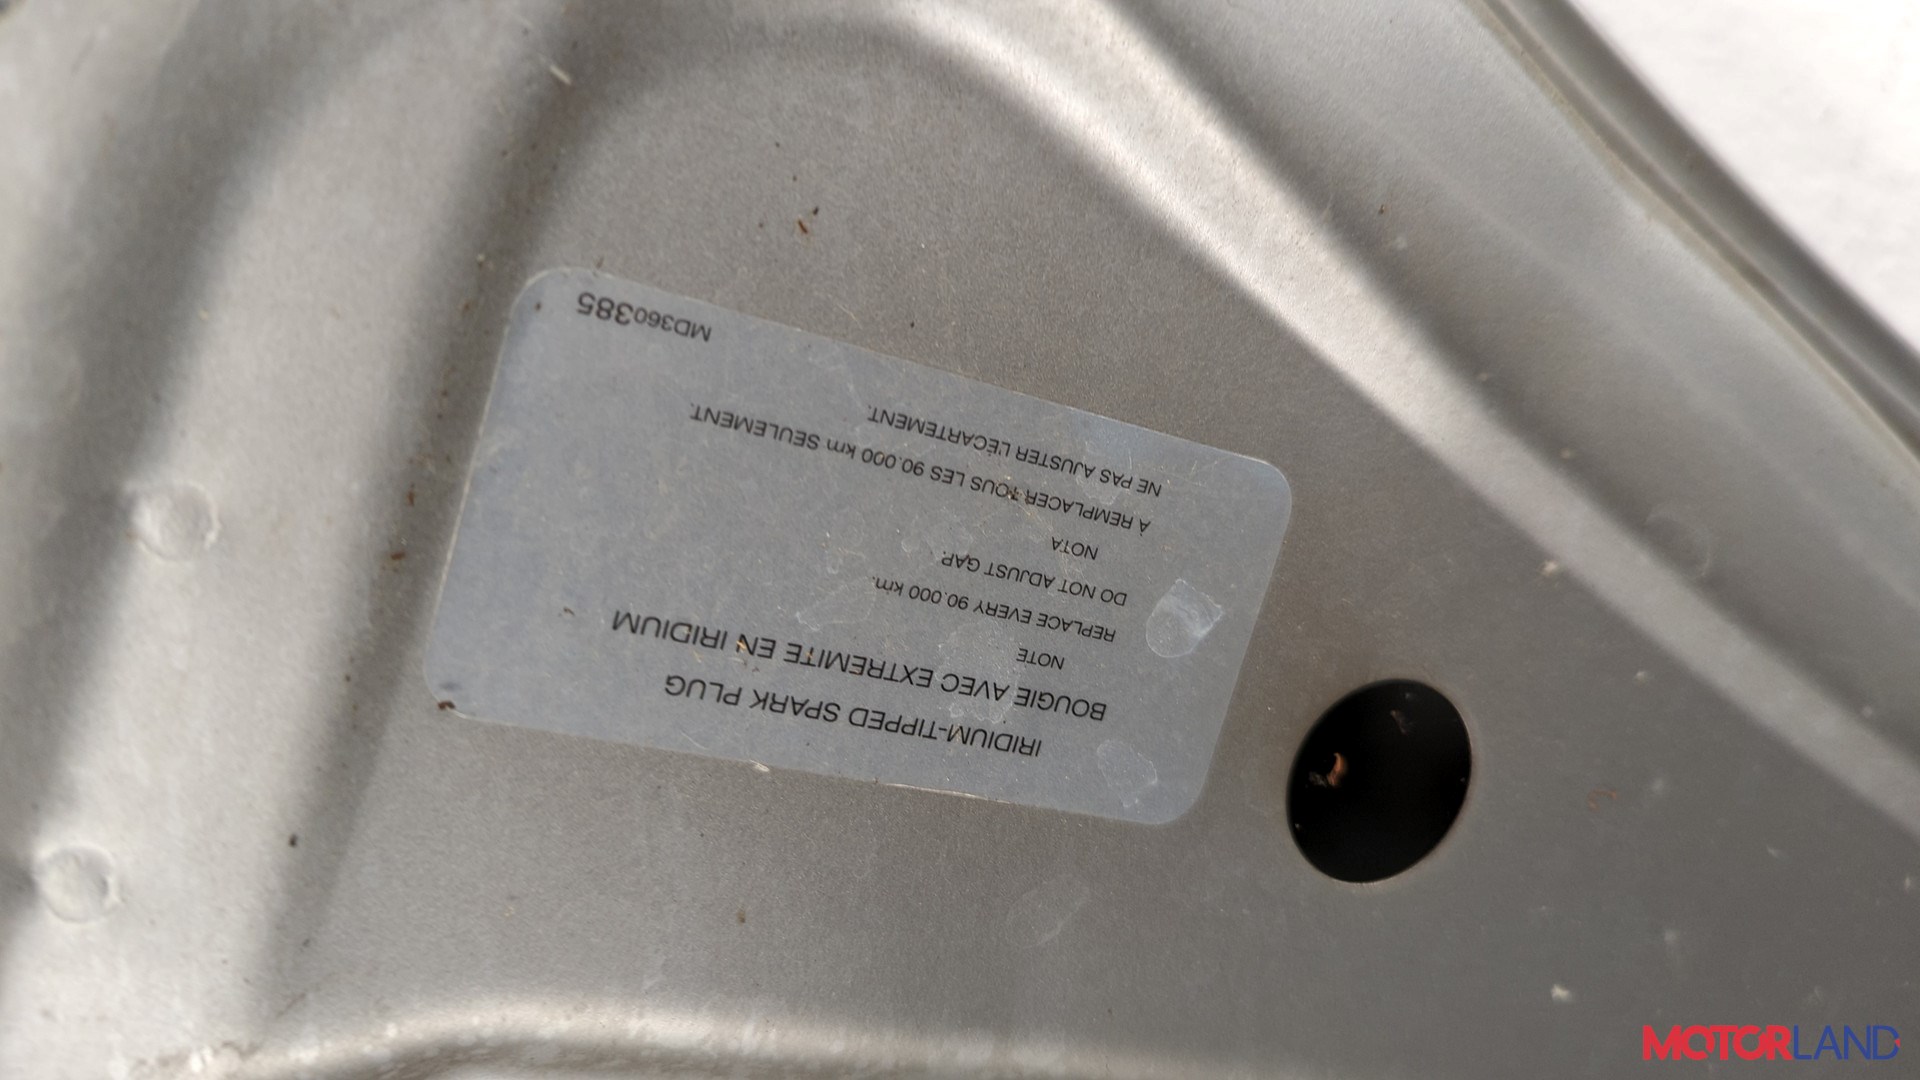 IRIDIUM-TIPPED SPARK PLUG
BOUGIE AVEC EXTREMITE EN IRIDIUM
NOTE
REPLACE EVERY 90.000 km.
DO NOT ADJUST GAP.
NOTA
À REMPLACER TOUS LES 90.000 km SEULEMENT.
NE PAS AJUSTER L'ÉCARTEMENT.
MD360385
MOTORLAND